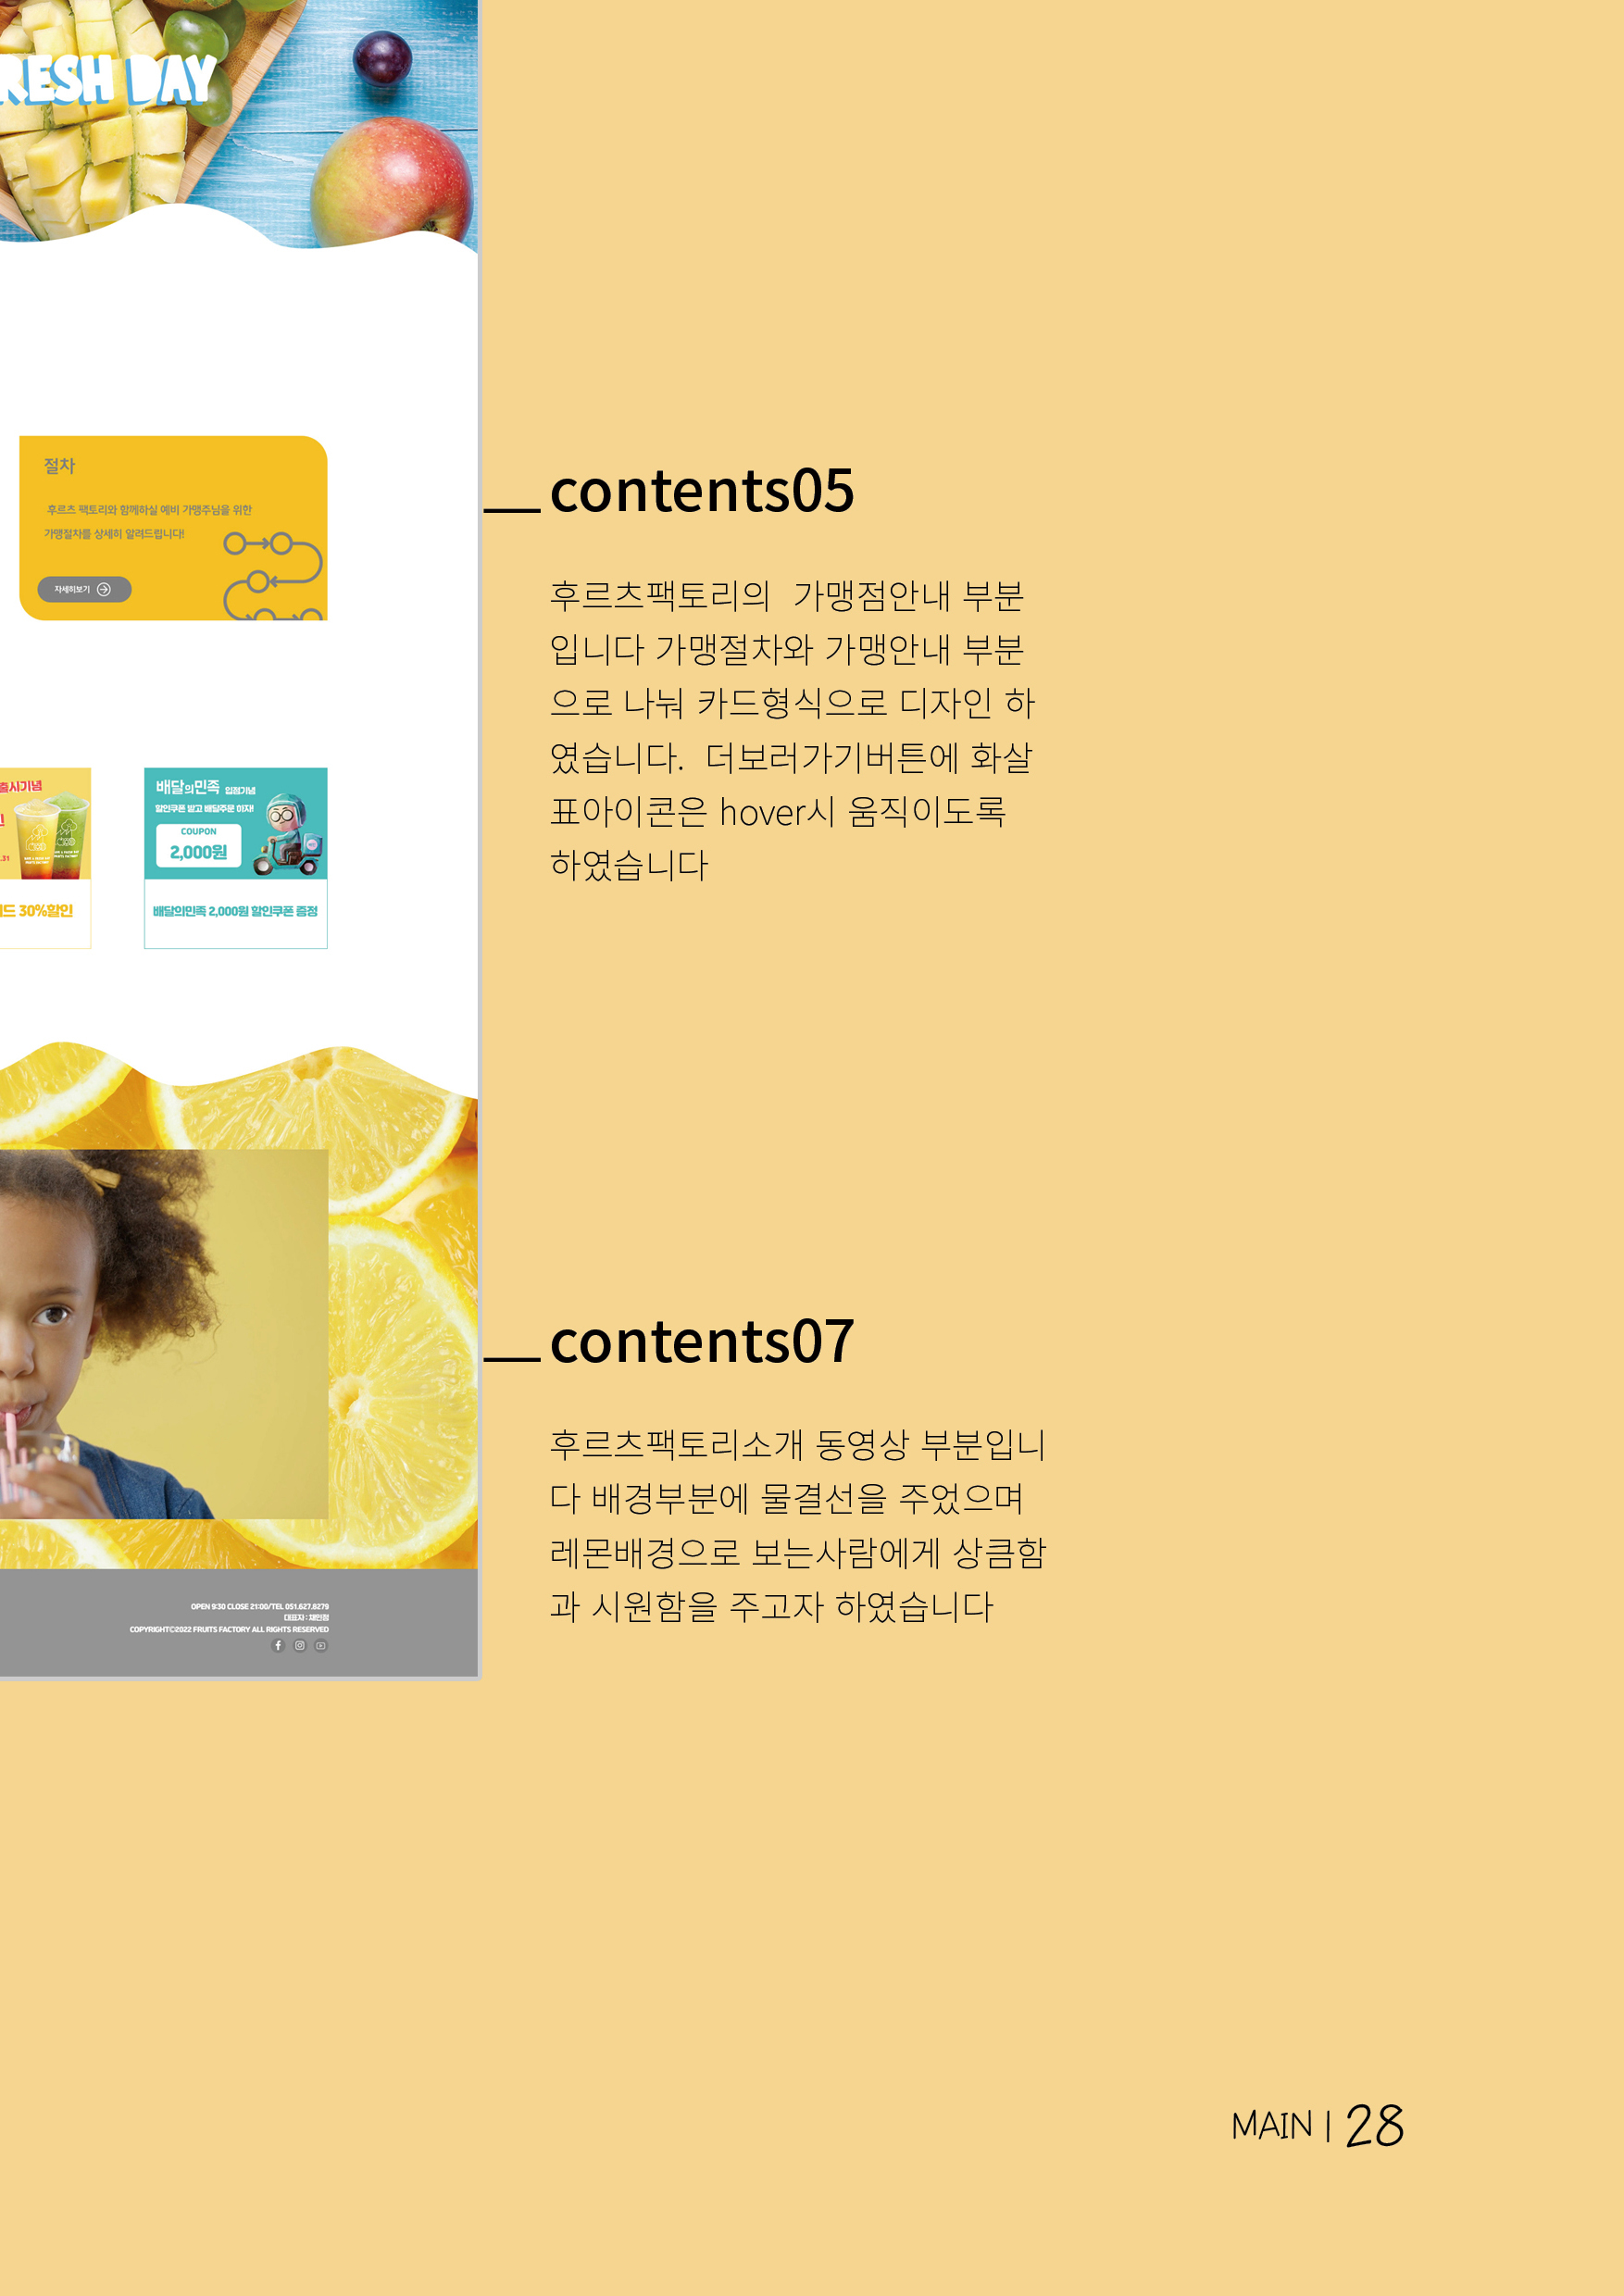 RESH DAY
절차
후르츠 팩토리와 함께하실 예비 가맹주님을 위한
가맹절차를 상세히 알려드립니다!
자세히보기
출시기념
.31
드 30%할인
배달의민족 입점기념
할인쿠폰 받고 배달주문 하자!
COUPON
2,000원
배달의민족 2,000원 할인쿠폰 증정
contents05
후르츠팩토리의 가맹점안내 부분
입니다 가맹절차와 가맹안내 부분
으로 나눠 카드형식으로 디자인 하
였습니다. 더보러가기버튼에 화살
표아이콘은 hover시 움직이도록
하였습니다
contents07
후르츠팩토리소개 동영상 부분입니
다 배경부분에 물결선을 주었으며
레몬배경으로 보는사람에게 상큼함
과 시원함을 주고자 하였습니다
OPEN 9:30 CLOSE 21:00/TEL 051.627.8279
대표자 :
COPYRIGHT©2022 FRUITS FACTORY ALL RIGHTS RESERVED
MAIN | 28